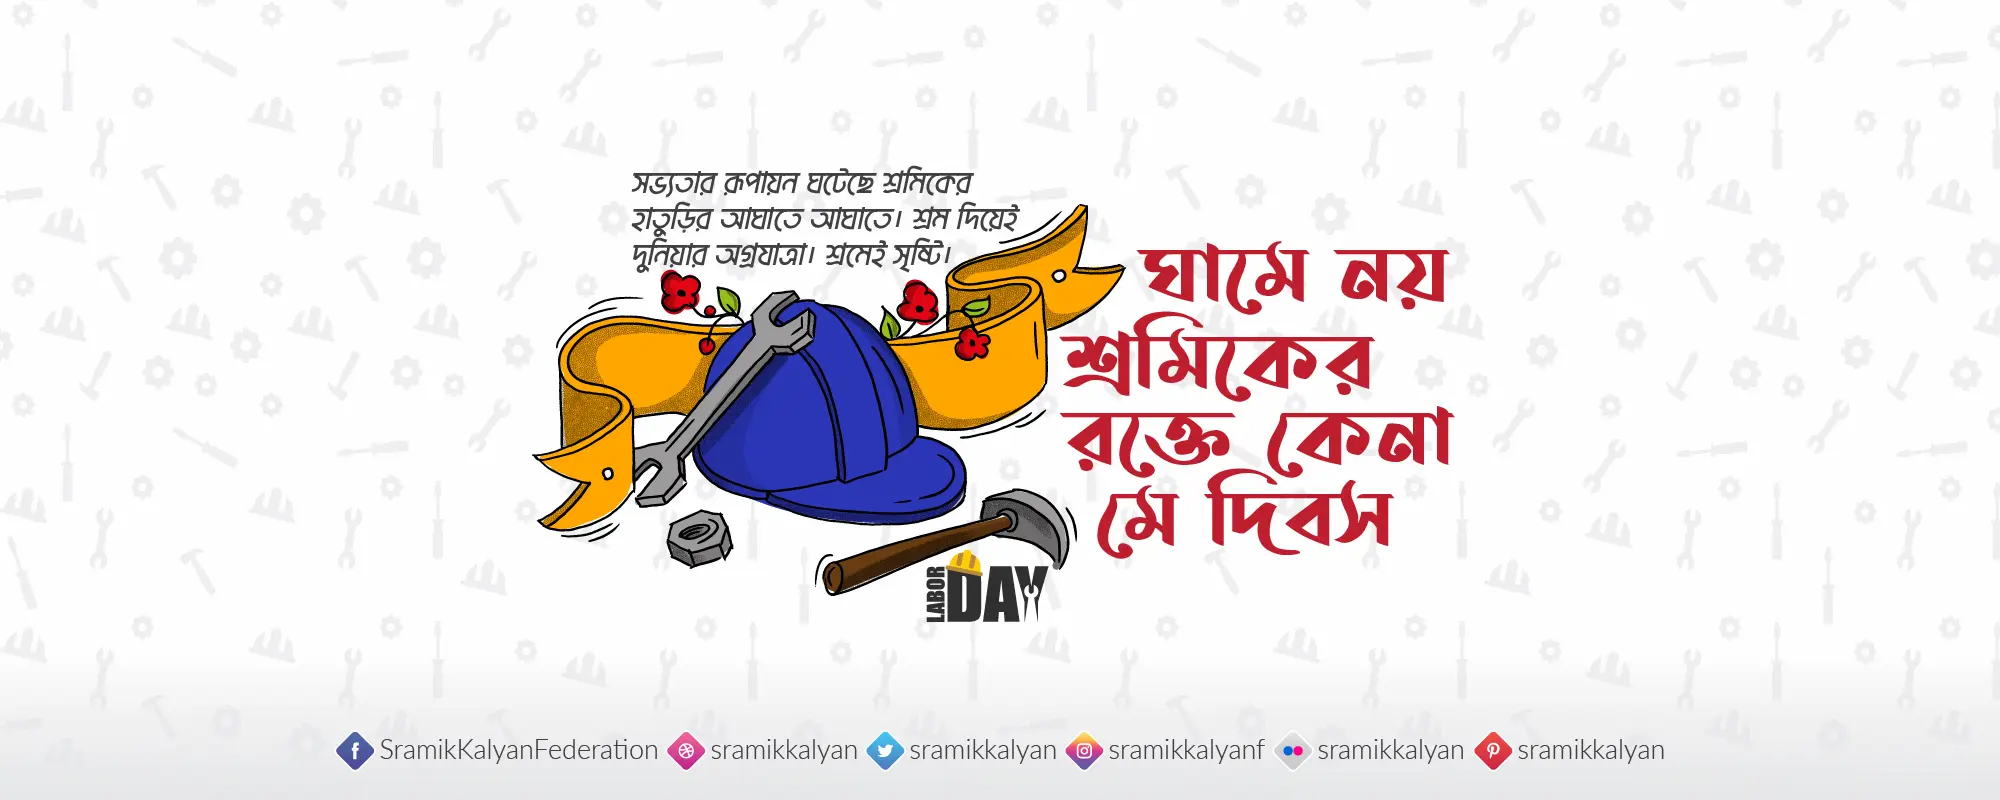 সভ্যতার রূপায়ন ঘটেছে শ্রমিকের
হাতুড়ির আঘাতে আঘাতে। শ্রম দিয়েই
দুনিয়ার অগ্রযাত্রা। শ্রমেই সৃষ্টি।
ঘামে নয়
শ্রমিকের
রক্তে কেনা
মে দিবস
LABOR DAY
SramikKalyanFederation sramikkalyan sramikkalyan sramikkalyanf sramikkalyan sramikkalyan